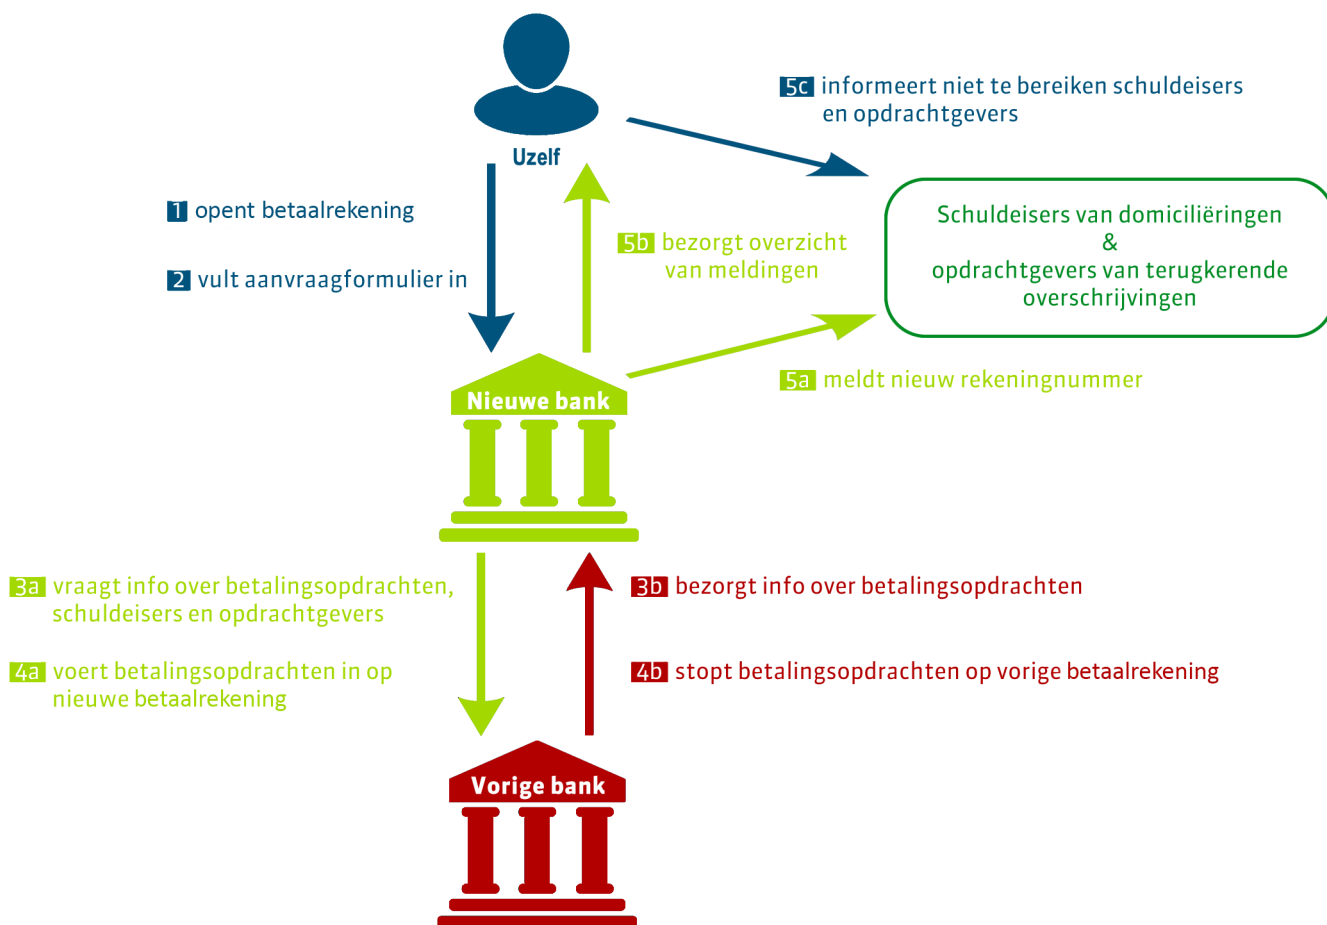 Uzelf
5c informeert niet te bereiken schuldeisers
en opdrachtgevers
1 opent betaalrekening
2 vult aanvraagformulier in
5b bezorgt overzicht
van meldingen
Schuldeisers van domiciliëringen
&
opdrachtgevers van terugkerende
overschrijvingen
5a meldt nieuw rekeningnummer
Nieuwe bank
3a vraagt info over betalingsopdrachten,
schuldeisers en opdrachtgevers
3b bezorgt info over betalingsopdrachten
4a voert betalingsopdrachten in op
nieuwe betaalrekening
4b stopt betalingsopdrachten op vorige betaalrekening
Vorige bank